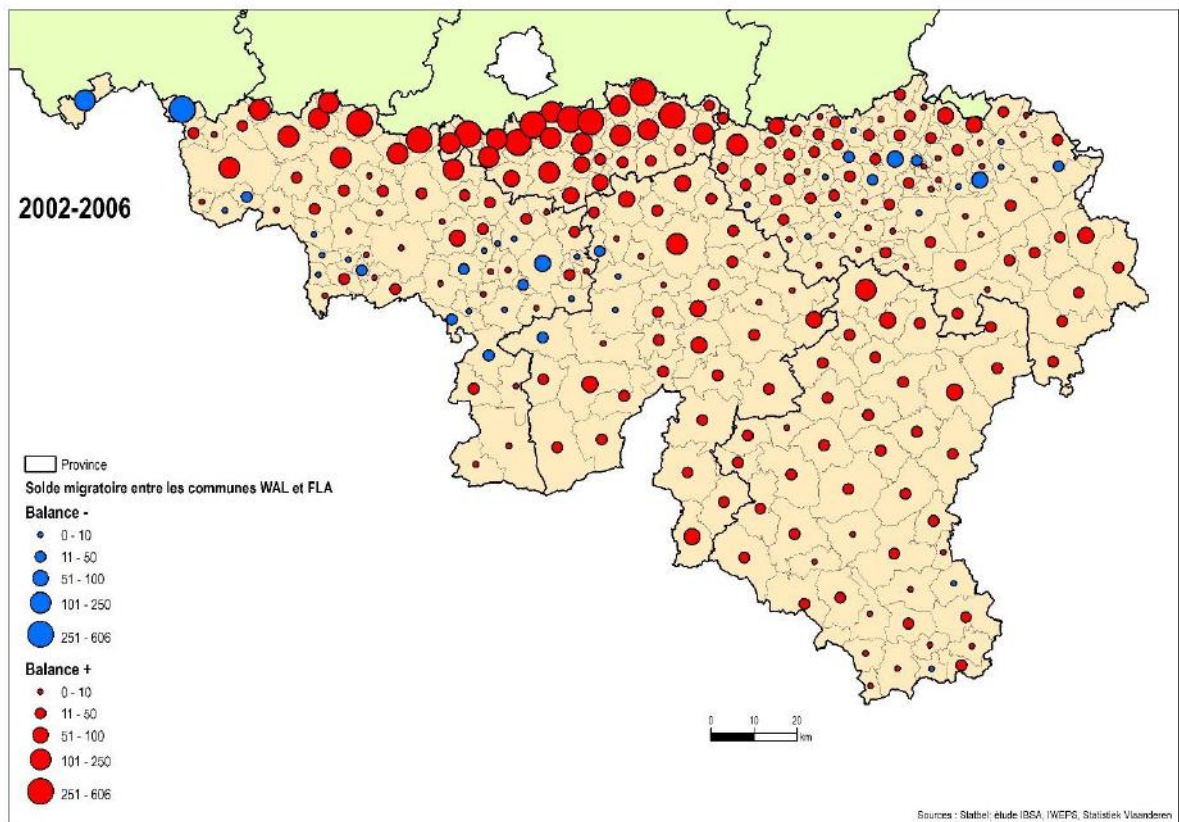 2002-2006
Province
Solde migratoire entre les communes WAL et FLA
Balance -
0 - 10
11 - 50
51 - 100
101 - 250
251 - 606
Balance +
0 - 10
11 - 50
51 - 100
101 - 250
251 - 606
0 10 20
km
Sources : Statbel; étude IBSA, IWEPS, Statistiek Vlaanderen